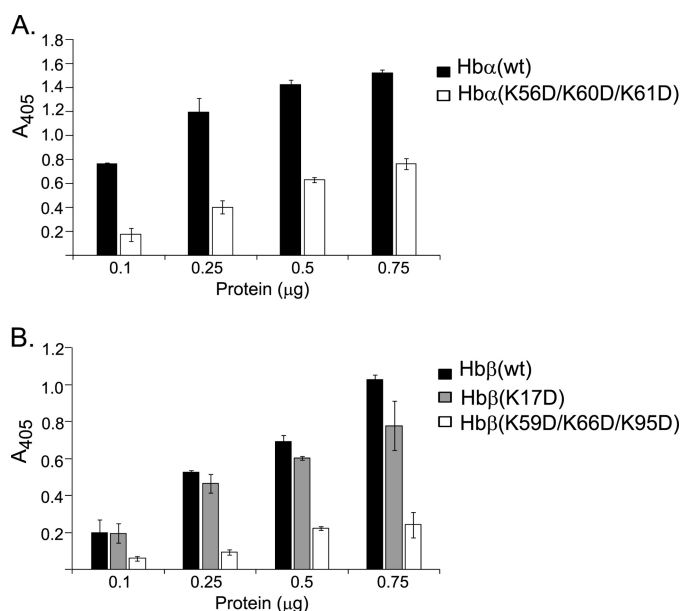 A.
1.8
1.6
1.4
1.2
1.0
0.8
0.6
0.4
0.2
A405
0.1 0.25 0.5 0.75
Protein (μg)
Hbα(wt)
Hbα(K56D/K60D/K61D)
B.
1.2
1.0
0.8
0.6
0.4
0.2
A405
0.1 0.25 0.5 0.75
Protein (μg)
Hbβ(wt)
Hbβ(K17D)
Hbβ(K59D/K66D/K95D)